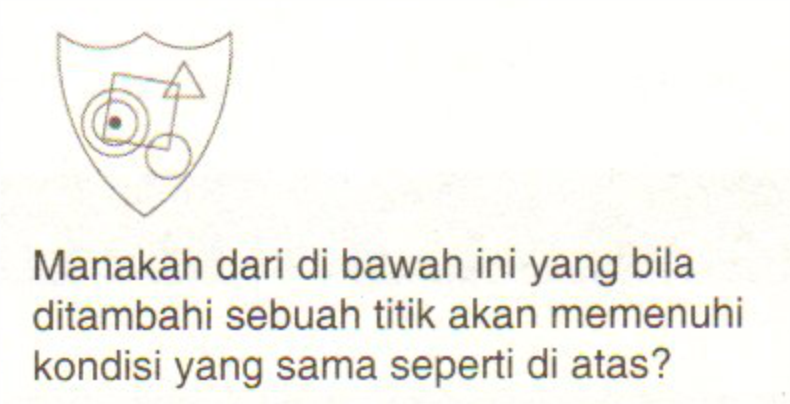 Manakah dari di bawah ini yang bila
ditambahi sebuah titik akan memenuhi
kondisi yang sama seperti di atas?